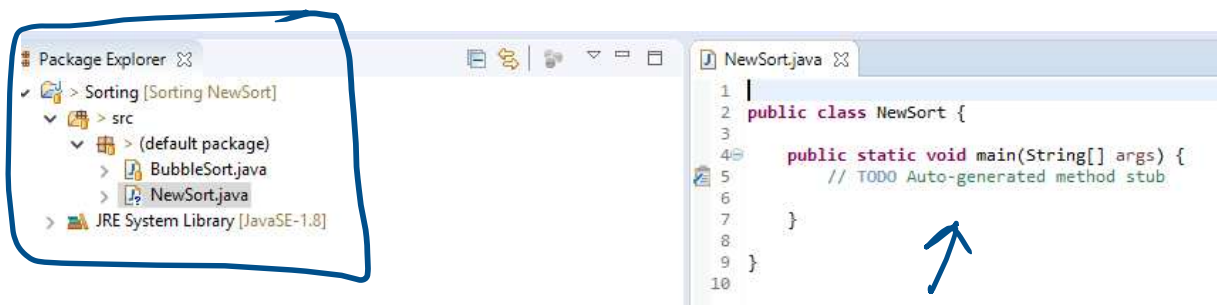 Package Explorer
> Sorting [Sorting NewSort]
> src
> (default package)
BubbleSort.java
NewSort.java
JRE System Library [JavaSE-1.8]
NewSort.java
1
2 public class NewSort {
3
4 public static void main(String[] args) {
5 // TODO Auto-generated method stub
6
7 }
8
9 }
10